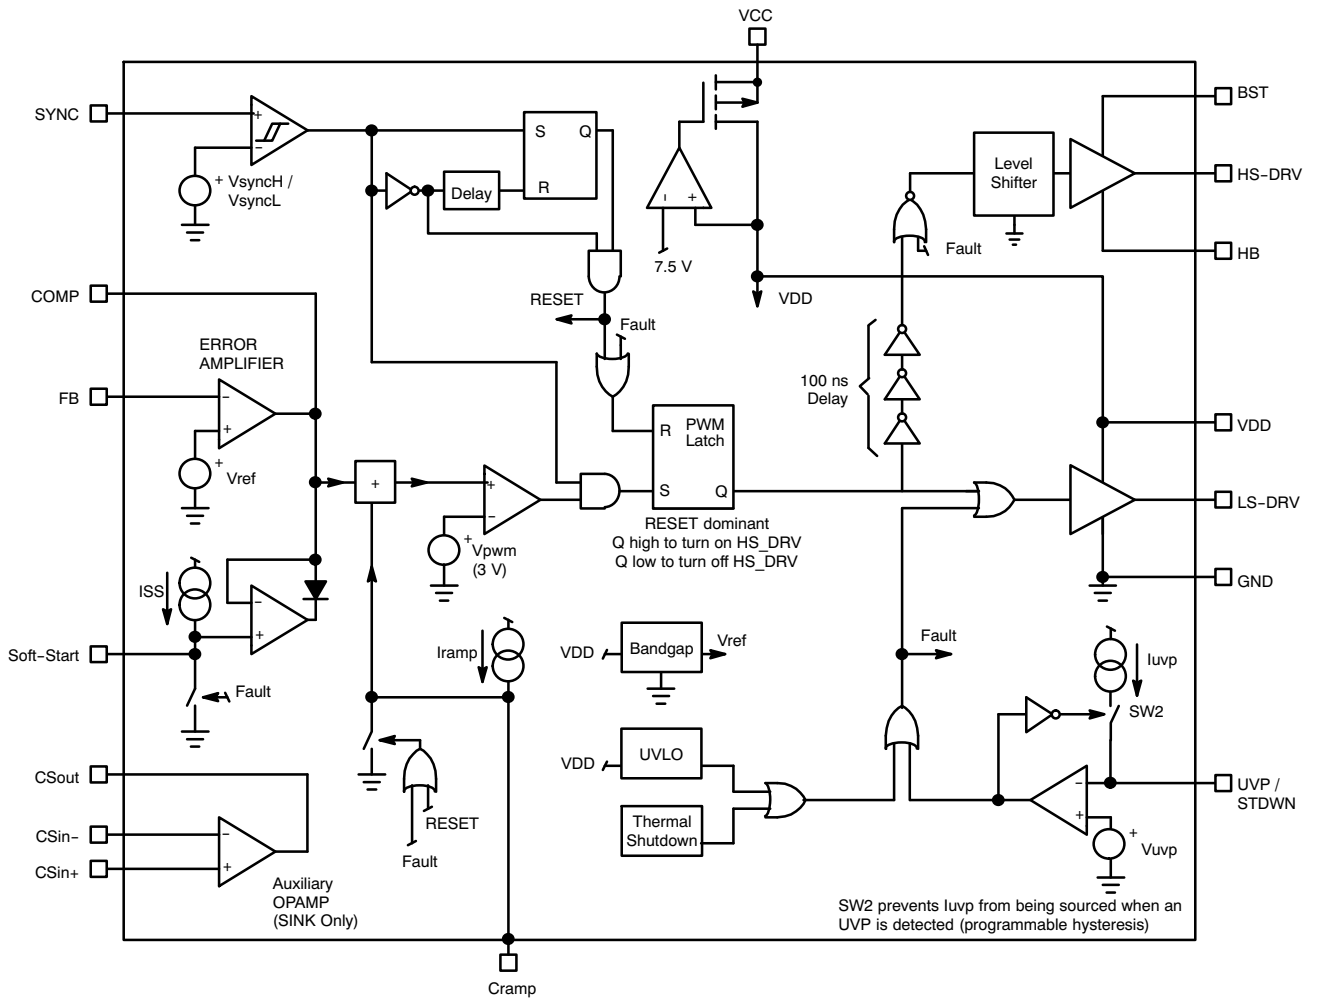 VCC
SYNC
+
−
+ VsyncH /
VsyncL
S
Q
R
Delay
−
+
7.5 V
VDD
Level
Shifter
Fault
BST
HS−DRV
HB
COMP
RESET
Fault
ERROR
AMPLIFIER
FB
−
+
+
Vref
100 ns
Delay
R
PWM
Latch
S
Q
RESET dominant
Q high to turn on HS_DRV
Q low to turn off HS_DRV
VDD
LS−DRV
GND
+
+
−
+
Vpwm
(3 V)
ISS
−
+
Soft−Start
Fault
Iramp
VDD
Bandgap
Vref
Fault
Iuvp
SW2
VDD
UVLO
Thermal
Shutdown
−
+
UVP /
STDWN
+
Vuvp
CSout
CSin−
CSin+
−
+
RESET
Fault
Auxiliary
OPAMP
(SINK Only)
SW2 prevents Iuvp from being sourced when an
UVP is detected (programmable hysteresis)
Cramp